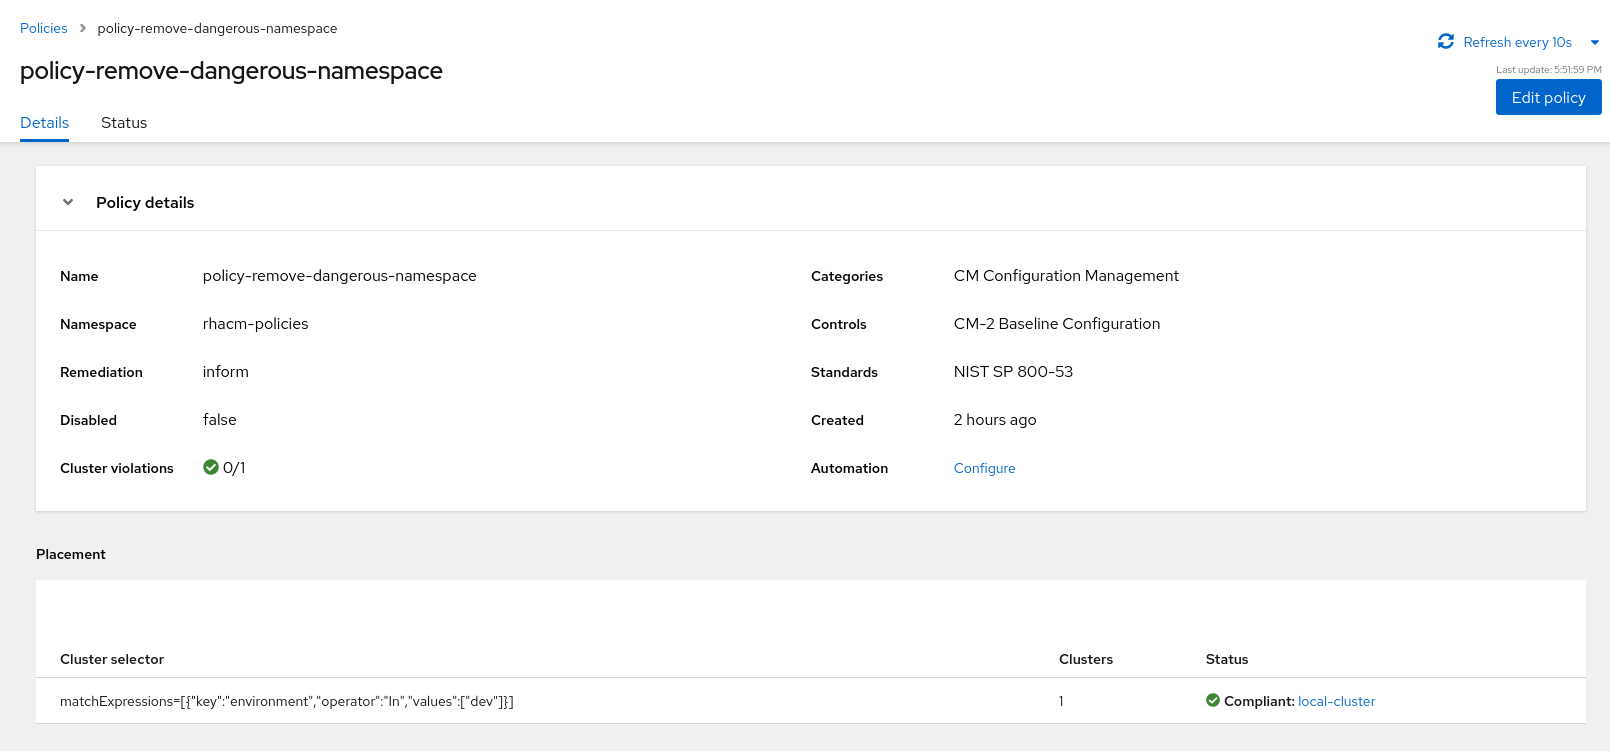 Policies > policy-remove-dangerous-namespace
Refresh every 10s
policy-remove-dangerous-namespace
Last update: 5:51:59 PM
Edit policy
Details Status
Policy details
Name policy-remove-dangerous-namespace Categories CM Configuration Management
Namespace rhacm-policies Controls CM-2 Baseline Configuration
Remediation inform Standards NIST SP 800-53
Disabled false Created 2 hours ago
Cluster violations 0/1 Automation Configure
Placement
Cluster selector Clusters Status
matchExpressions=[{"key":"environment","operator":"In","values":["dev"]}] 1 Compliant: local-cluster